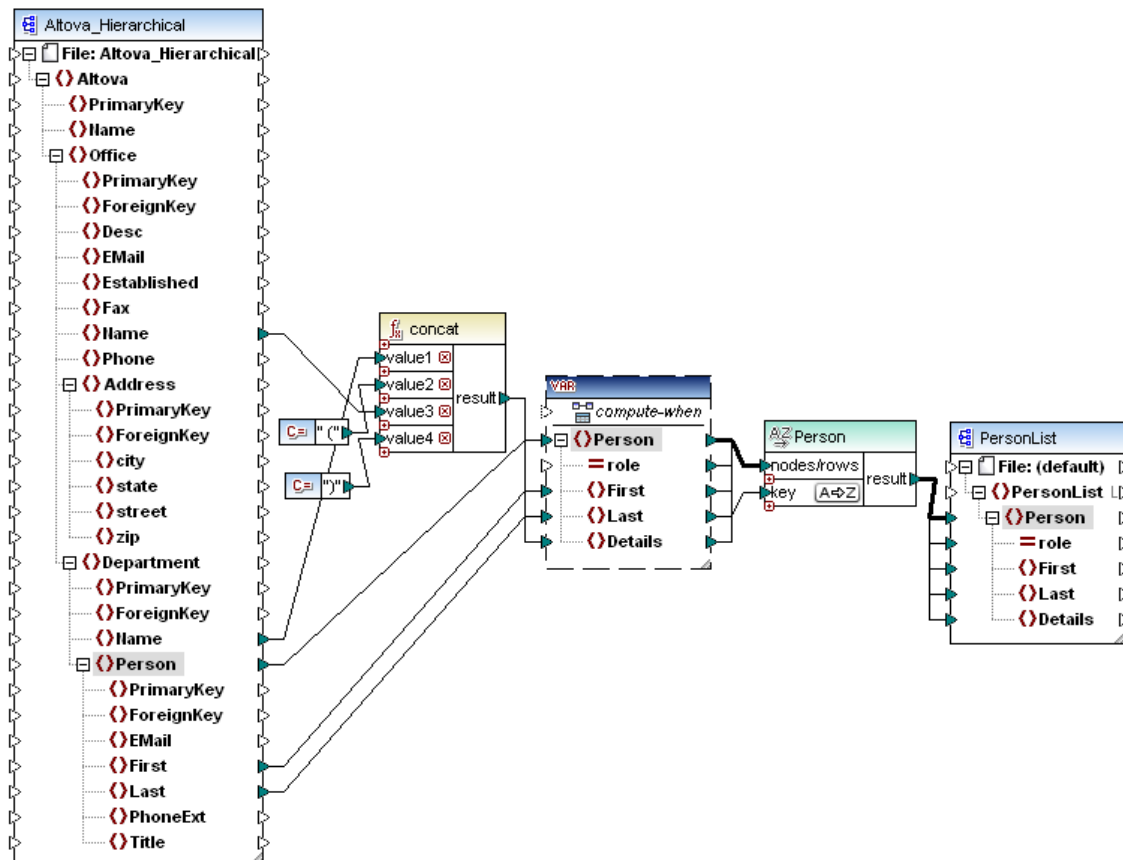 Altova_Hierarchical
File: Altova_Hierarchical
Altova
PrimaryKey
Name
Office
PrimaryKey
ForeignKey
Desc
EMail
Established
Fax
Name
Phone
Address
PrimaryKey
ForeignKey
city
state
street
zip
Department
PrimaryKey
ForeignKey
Name
Person
PrimaryKey
ForeignKey
EMail
First
Last
PhoneExt
Title
C= " ("
C= ")"
fx concat
value1
value2
value3
value4
result
VAR
compute-when
Person
role
First
Last
Details
AZ Person
nodes/rows
key A⇨Z
result
PersonList
File: (default)
PersonList
Person
role
First
Last
Details